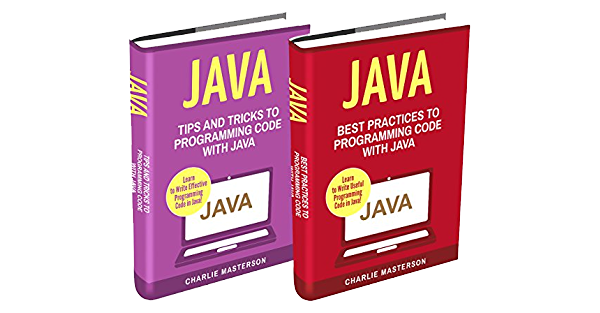 JAVA
TIPS AND TRICKS TO
PROGRAMMING CODE
WITH JAVA
Learn
to Write Effective
Programming
Code in Java!
JAVA
CHARLIE MASTERSON
JAVA
TIPS AND TRICKS TO
PROGRAMMING CODE
WITH JAVA
JAVA
BEST PRACTICES TO
PROGRAMMING CODE
WITH JAVA
Learn
to Write Useful
Programming
Code in Java!
JAVA
CHARLIE MASTERSON
JAVA
BEST PRACTICES TO
PROGRAMMING CODE
WITH JAVA